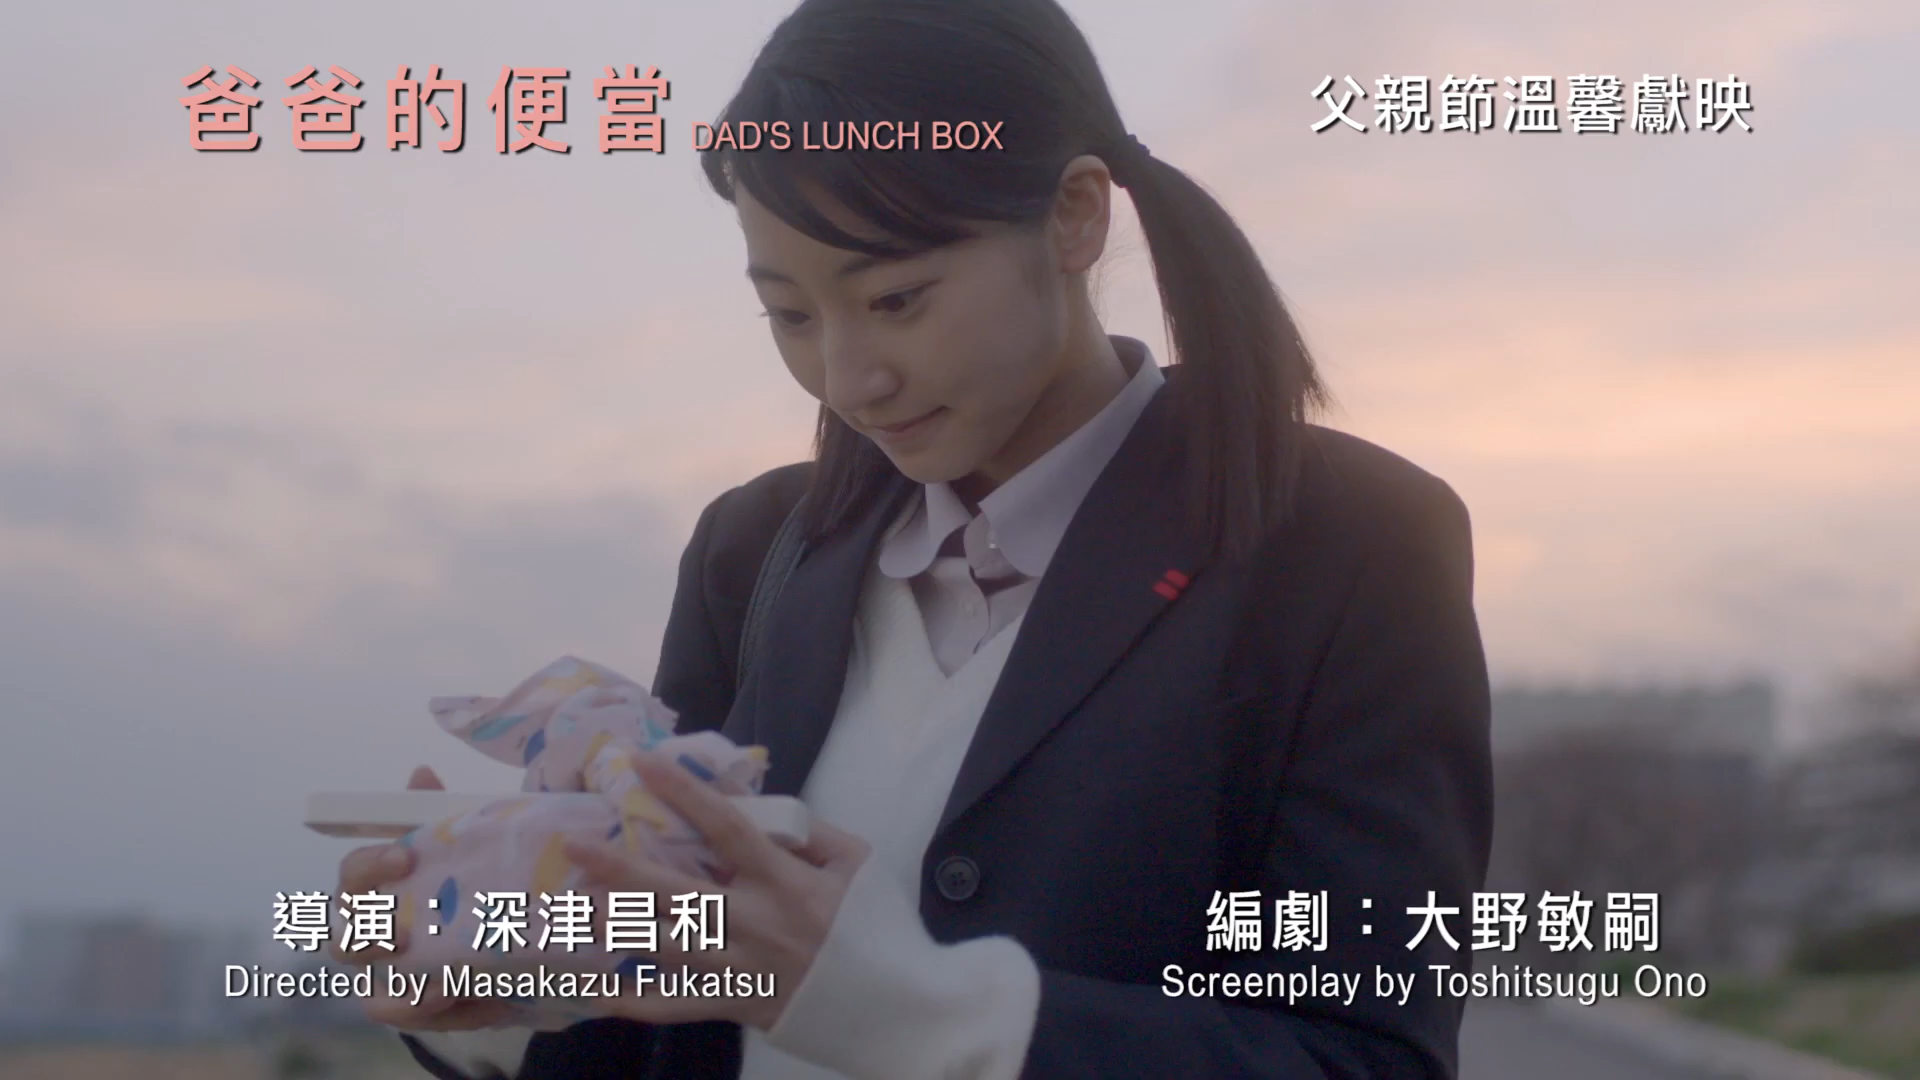 爸爸的便當 DAD'S LUNCH BOX
父親節溫馨獻映
導演：深津昌和
Directed by Masakazu Fukatsu
編劇：大野敏嗣
Screenplay by Toshitsugu Ono